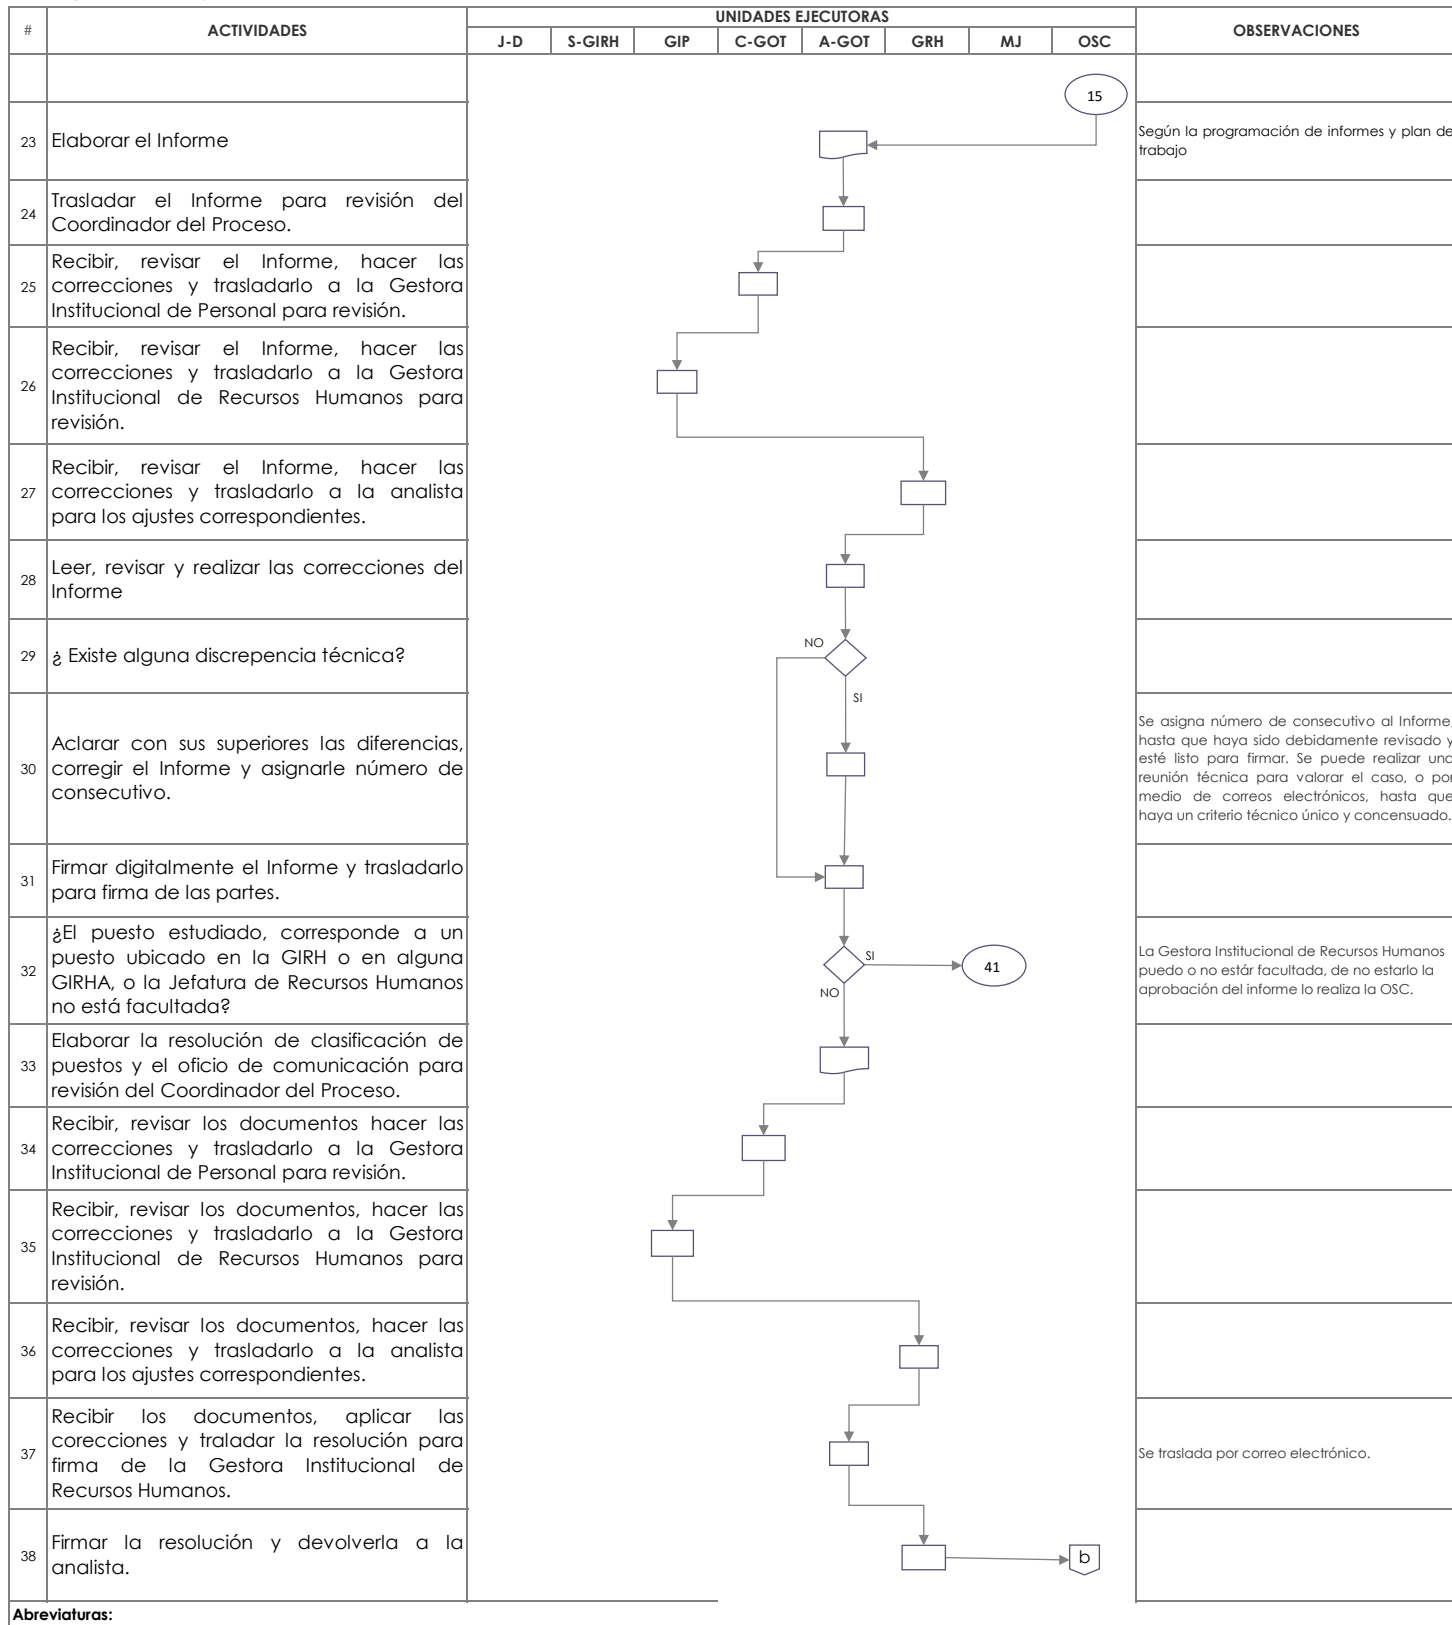 UNIDADES EJECUTORAS
# ACTIVIDADES J-D S-GIRH GIP C-GOT A-GOT GRH MJ OSC OBSERVACIONES
15
23 Elaborar el Informe
Según la programación de informes y plan de
trabajo
24 Trasladar el Informe para revisión del
Coordinador del Proceso.
25 Recibir, revisar el Informe, hacer las
correcciones y trasladarlo a la Gestora
Institucional de Personal para revisión.
26 Recibir, revisar el Informe, hacer las
correcciones y trasladarlo a la Gestora
Institucional de Recursos Humanos para
revisión.
27 Recibir, revisar el Informe, hacer las
correcciones y trasladarlo a la analista
para los ajustes correspondientes.
28 Leer, revisar y realizar las correcciones del
Informe
29 ¿ Existe alguna discrepencia técnica?
NO
SI
30 Aclarar con sus superiores las diferencias,
corregir el Informe y asignarle número de
consecutivo.
Se asigna número de consecutivo al Informe,
hasta que haya sido debidamente revisado y
esté listo para firmar. Se puede realizar una
reunión técnica para valorar el caso, o por
medio de correos electrónicos, hasta que
haya un criterio técnico único y concensuado.
31 Firmar digitalmente el Informe y trasladarlo
para firma de las partes.
32 ¿El puesto estudiado, corresponde a un
puesto ubicado en la GIRH o en alguna
GIRHA, o la Jefatura de Recursos Humanos
no está facultada?
SI
41
NO
La Gestora Institucional de Recursos Humanos
puedo o no estár facultada, de no estarlo la
aprobación del informe lo realiza la OSC.
33 Elaborar la resolución de clasificación de
puestos y el oficio de comunicación para
revisión del Coordinador del Proceso.
34 Recibir, revisar los documentos hacer las
correcciones y trasladarlo a la Gestora
Institucional de Personal para revisión.
35 Recibir, revisar los documentos, hacer las
correcciones y trasladarlo a la Gestora
Institucional de Recursos Humanos para
revisión.
36 Recibir, revisar los documentos, hacer las
correcciones y trasladarlo a la analista
para los ajustes correspondientes.
37 Recibir los documentos, aplicar las
corecciones y traladar la resolución para
firma de la Gestora Institucional de
Recursos Humanos.
Se traslada por correo electrónico.
38 Firmar la resolución y devolverla a la
analista.
b
Abreviaturas: